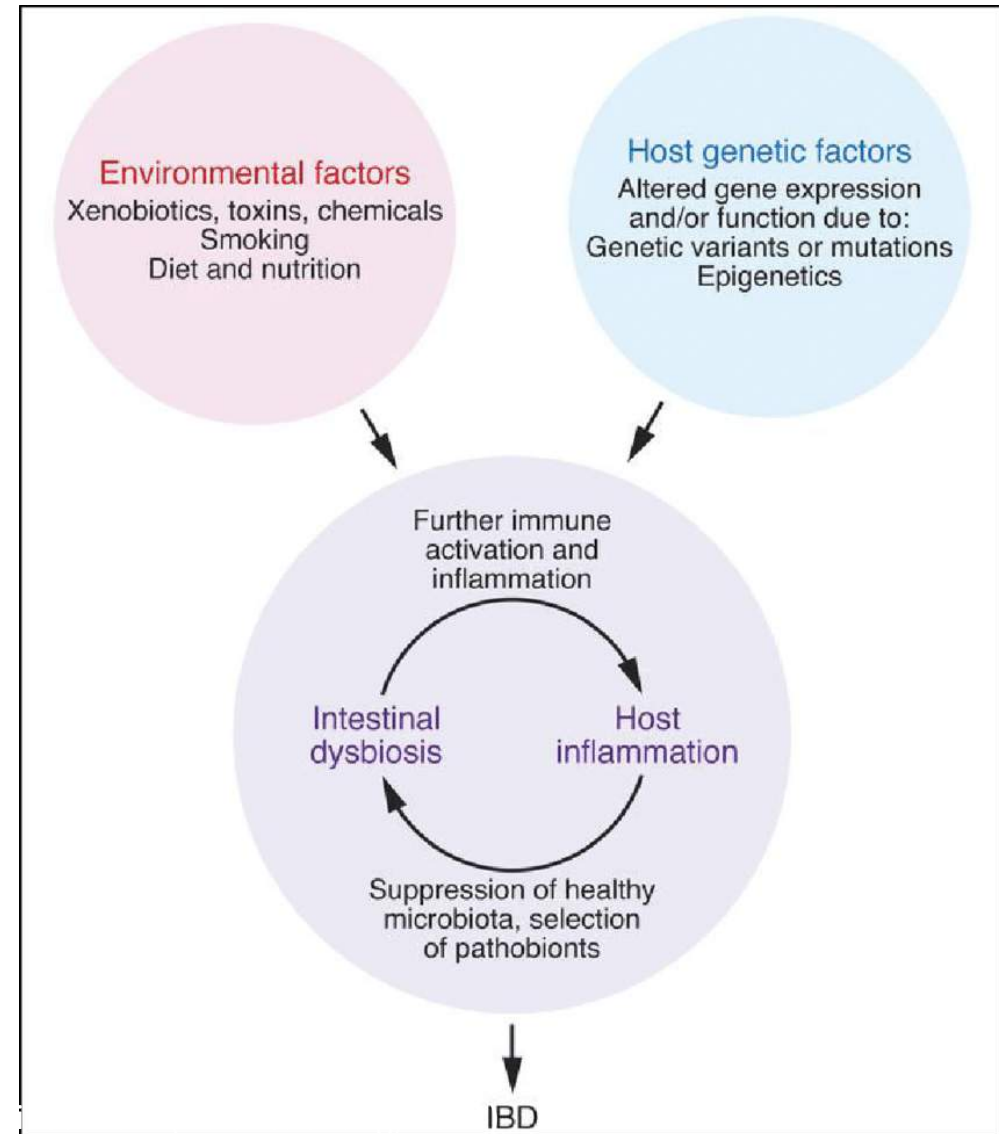 Environmental factors
Xenobiotics, toxins, chemicals
Smoking
Diet and nutrition
Host genetic factors
Altered gene expression
and/or function due to:
Genetic variants or mutations
Epigenetics
Further immune
activation and
inflammation
Intestinal
dysbiosis
Host
inflammation
Suppression of healthy
microbiota, selection
of pathobionts
IBD